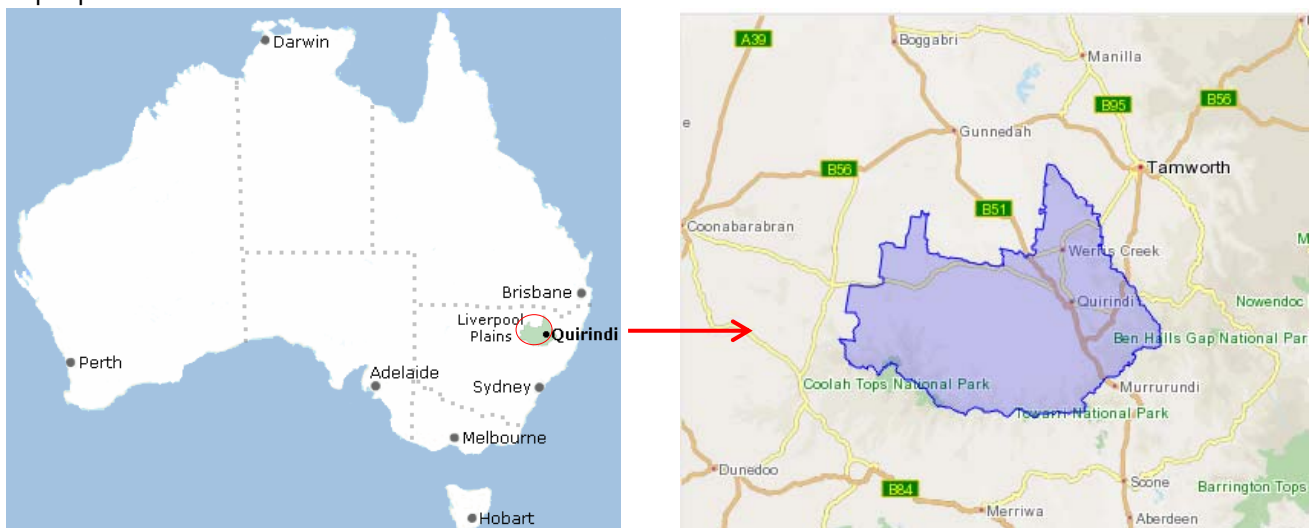 Darwin
Brisbane
Liverpool
Plains
Quirindi
Perth
Adelaide
Sydney
Melbourne
Hobart
A39
Boggabri
Manilla
B95
B56
e
Gunnedah
B56
Tamworth
B51
Coonabarabran
Werris Creek
Quirindi
Nowendoc
Ben Halls Gap National Par
Coolah Tops National Park
Murrurundi
Towarri National Park
Dunedoo
B84
Scone
Barrington Tops
Merriwa
Aberdeen